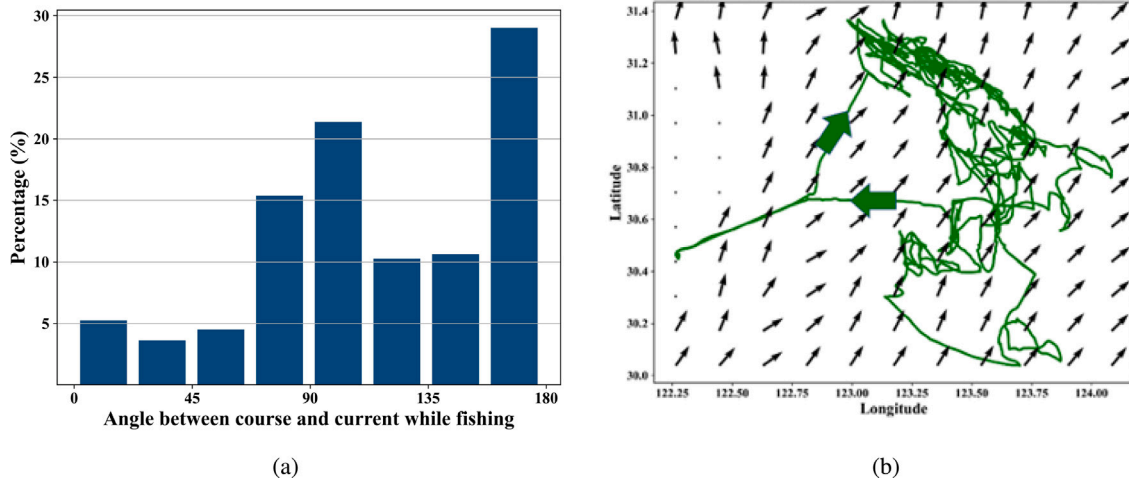 30
25
20
15
10
5
0 45 90 135 180
Percentage (%)
Angle between course and current while fishing
(a)
31.4
31.2
31.0
30.8
30.6
30.4
30.2
30.0
122.25 122.50 122.75 123.00 123.25 123.50 123.75 124.00
Latitude
Longitude
(b)